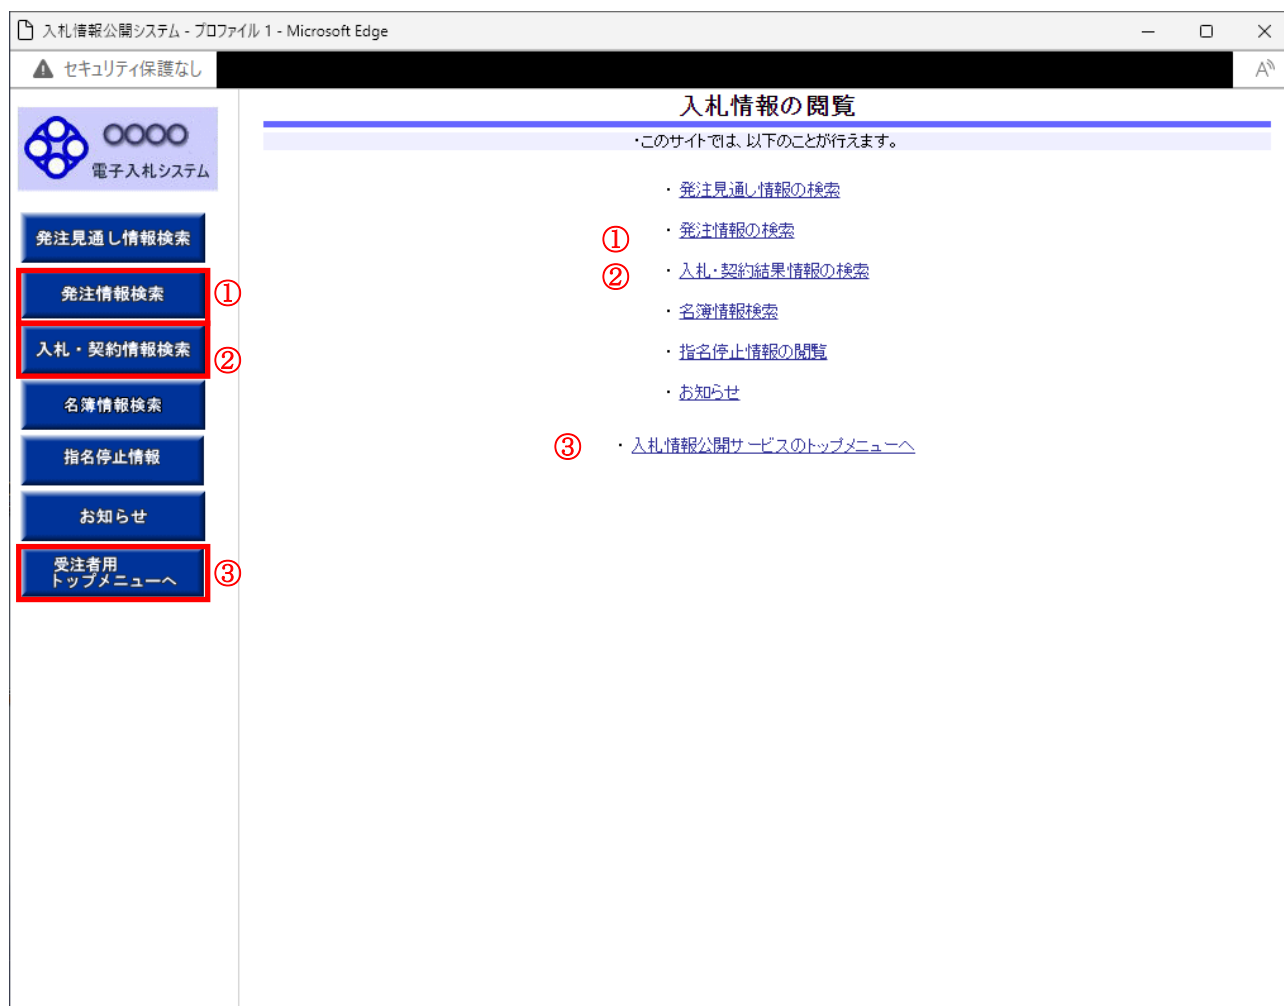 入札情報公開システム - プロファイル 1 - Microsoft Edge
セキュリティ保護なし
A
〇〇〇〇
電子入札システム
発注見通し情報検索
発注情報検索 ①
入札・契約情報検索 ②
名簿情報検索
指名停止情報
お知らせ
受注者用
トップメニューへ ③
入札情報の閲覧
・このサイトでは、以下のことが行えます。
・発注見通し情報の検索
① ・発注情報の検索
② ・入札・契約結果情報の検索
・名簿情報検索
・指名停止情報の閲覧
・お知らせ
③ ・入札情報公開サービスのトップメニューへ